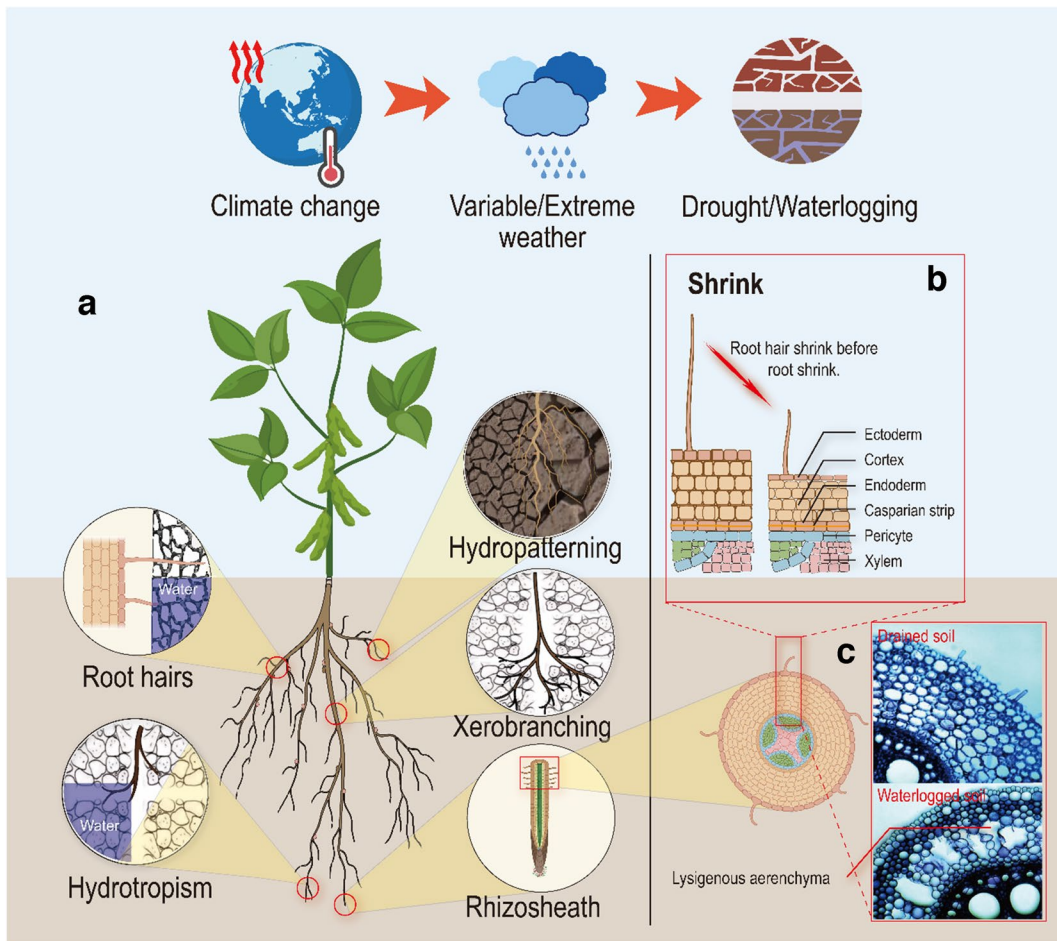 Climate change
Variable/Extreme
weather
Drought/Waterlogging
a
b
Shrink
Root hair shrink before
root shrink.
Ectoderm
Cortex
Endoderm
Casparian strip
Pericyte
Xylem
Hydropatterning
Water
Root hairs
Xerobranching
Water
Hydrotropism
Rhizosheath
c
Drained soil
Waterlogged soil
Lysigenous aerenchyma